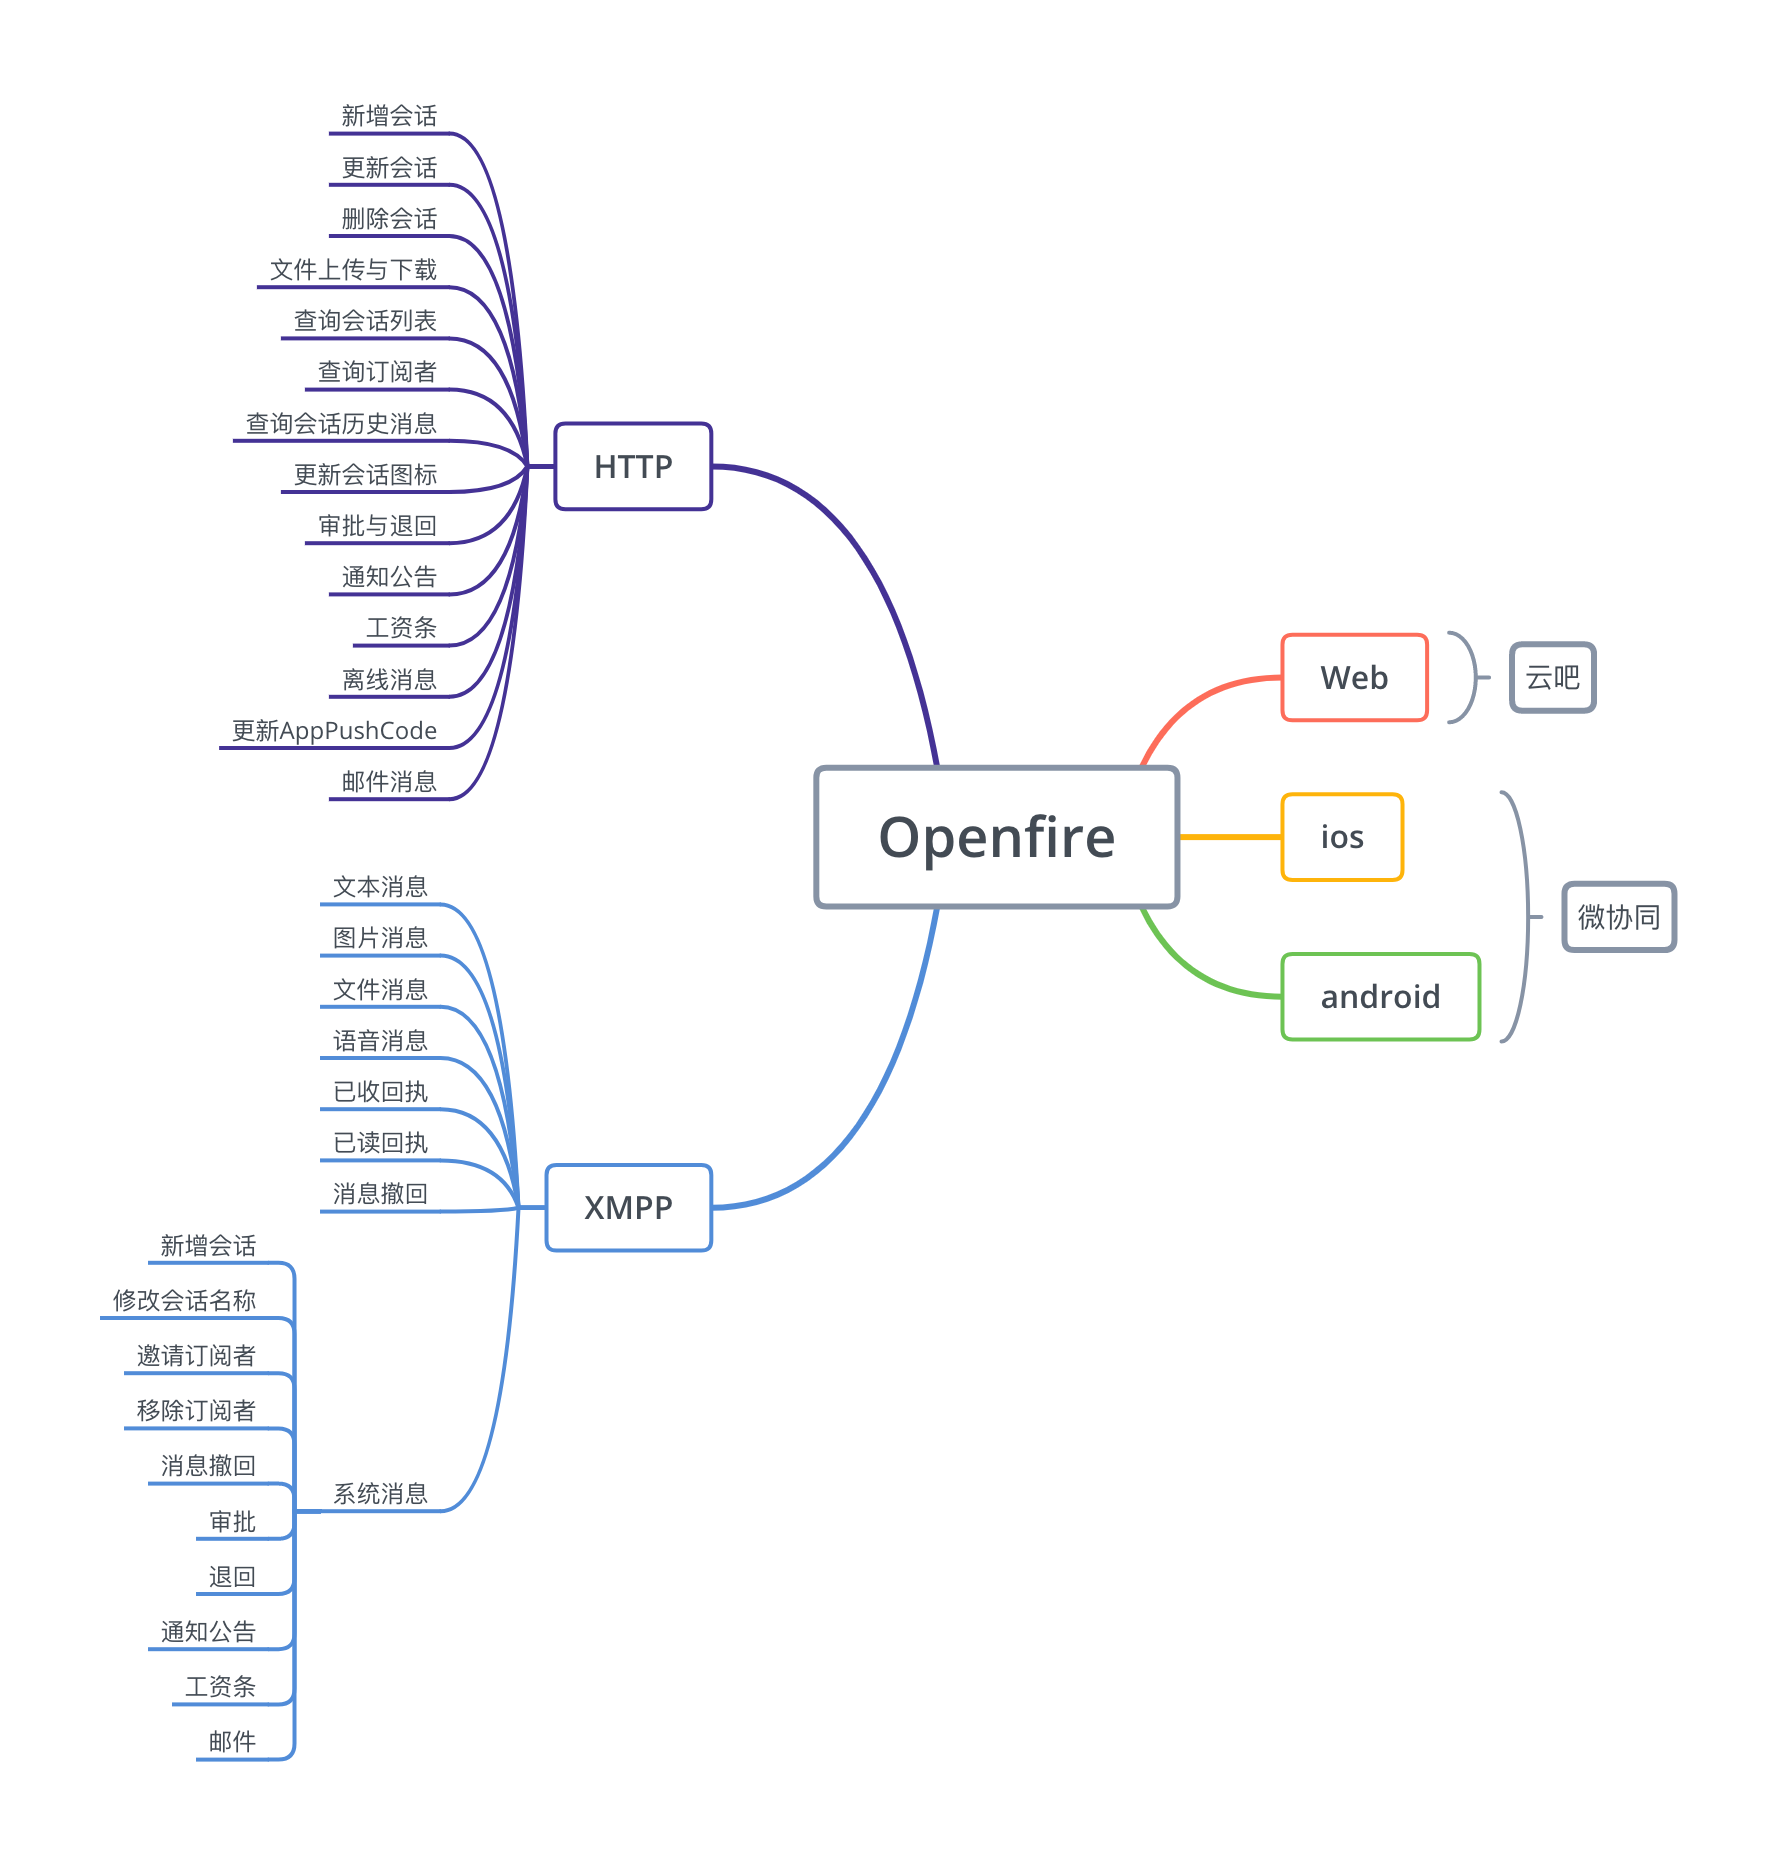 新增会话
更新会话
删除会话
文件上传与下载
查询会话列表
查询订阅者
查询会话历史消息
更新会话图标
审批与退回
通知公告
工资条
离线消息
更新AppPushCode
邮件消息
HTTP
文本消息
图片消息
文件消息
语音消息
已收回执
已读回执
消息撤回
系统消息
新增会话
修改会话名称
邀请订阅者
移除订阅者
消息撤回
审批
退回
通知公告
工资条
邮件
XMPP
Openfire
Web
云吧
ios
android
微协同